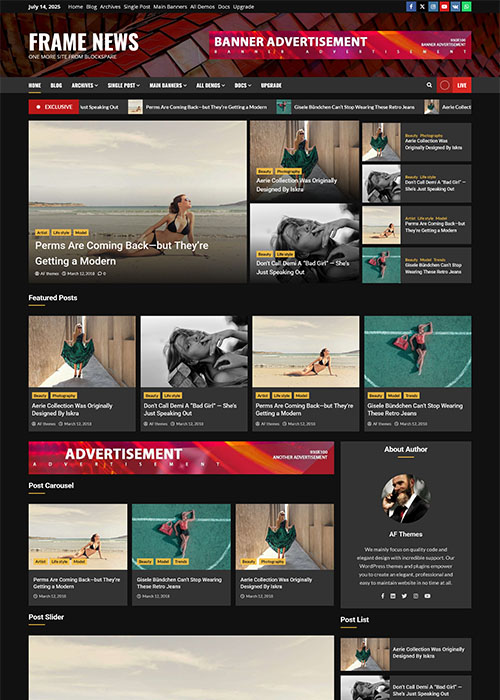 July 14, 2025 Home Blog Archives Single Post Main Banners All Demos Docs Upgrade
FRAME NEWS
ONE MORE SITE FROM BLOCKSPARE
BANNER ADVERTISEMENT
BANNER ADVERTISEMENT
930X100
BANNER ADVERTISEMENT
HOME BLOG ARCHIVES SINGLE POST MAIN BANNERS ALL DEMOS DOCS UPGRADE LIVE
EXCLUSIVE ust Speaking Out Perms Are Coming Back—but They're Getting a Modern Gisele Bündchen Can't Stop Wearing These Retro Jeans Aerie Collect
Artist Life style Model
Perms Are Coming Back—but They're
Getting a Modern
AF themes March 12, 2018 0
Beauty Photography
Aerie Collection Was Originally
Designed By Iskra
Beauty Life style
Don't Call Demi A "Bad Girl" — She's
Just Speaking Out
Beauty Photography
Aerie Collection Was
Originally Designed By Iskra
Beauty Life style
Don't Call Demi A "Bad Girl" —
She's Just Speaking Out
Artist Life style Model
Perms Are Coming Back—but
They're Getting a Modern
Beauty Model Trends
Gisele Bündchen Can't Stop
Wearing These Retro Jeans
Featured Posts
Beauty Photography
Aerie Collection Was Originally
Designed By Iskra
AF themes March 12, 2018
Beauty Life style
Don't Call Demi A "Bad Girl" — She's
Just Speaking Out
AF themes March 12, 2018
Artist Life style Model
Perms Are Coming Back—but They're
Getting a Modern
AF themes March 12, 2018
Beauty Model Trends
Gisele Bündchen Can't Stop Wearing
These Retro Jeans
AF themes March 12, 2018
ADVERTISEMENT
ADVERTISEMENT
930X100
ANOTHER ADVERTISEMENT
Post Carousel
Artist Life style Model
Perms Are Coming Back—but They're
Getting a Modern
March 12, 2018
Beauty Model Trends
Gisele Bündchen Can't Stop Wearing
These Retro Jeans
March 12, 2018
Beauty Photography
Aerie Collection Was Originally
Designed By Iskra
March 12, 2018
About Author
AF Themes
We mainly focus on quality code and
elegant design with incredible support. Our
WordPress themes and plugins empower
you to create an elegant, professional and
easy to maintain website in no time at all.
Post Slider
Post List
Beauty Photography
Aerie Collection Was Originally
Designed By Iskra
Beauty Life style
Don't Call Demi A "Bad Girl" —
She's Just Speaking Out